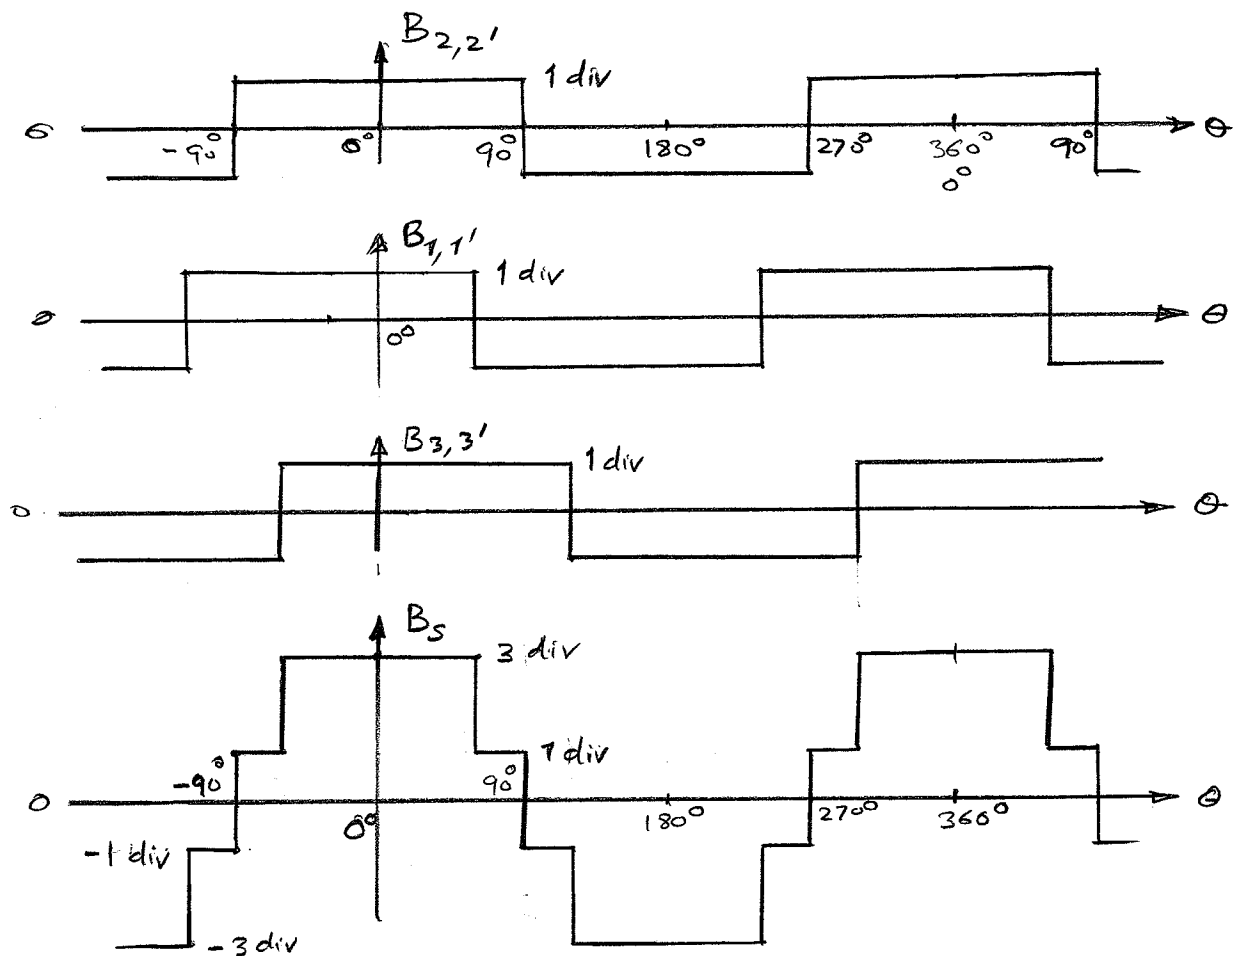 B2,2'
1 div
0 -90° 0° 90° 180° 270° 360° 90° θ
0°
B1,1'
1 div
0 0° θ
B3,3'
1 div
0 θ
Bs
3 div
1 div
-90° 90°
0 0° 180° 270° 360° θ
-1 div
-3 div